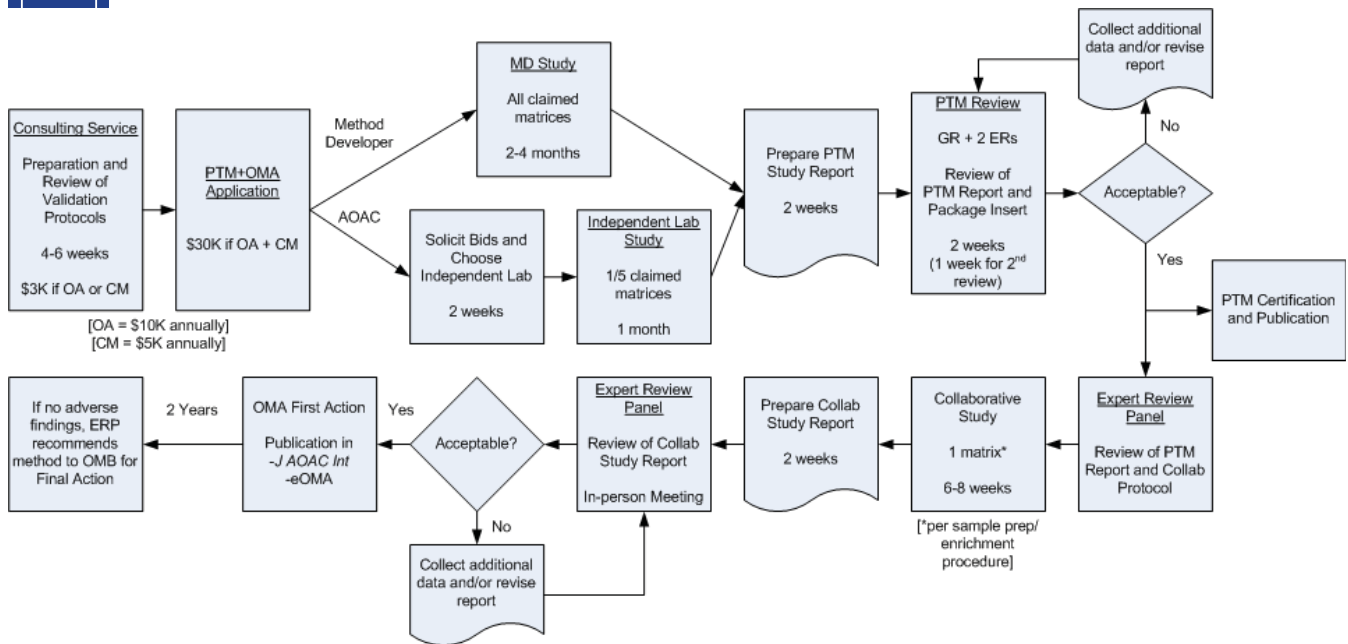 Consulting Service
Preparation and
Review of
Validation
Protocols
4-6 weeks
$3K if OA or CM
PTM+OMA
Application
$30K if OA + CM
[OA = $10K annually]
[CM = $5K annually]
Method
Developer
AOAC
MD Study
All claimed
matrices
2-4 months
Solicit Bids and
Choose
Independent Lab
2 weeks
Independent Lab
Study
1/5 claimed
matrices
1 month
Prepare PTM
Study Report
2 weeks
PTM Review
GR + 2 ERs
Review of
PTM Report and
Package Insert
2 weeks
(1 week for 2nd
review)
Collect additional
data and/or revise
report
No
Acceptable?
Yes
PTM Certification
and Publication
Expert Review
Panel
Review of PTM
Report and Collab
Protocol
Collaborative
Study
1 matrix*
6-8 weeks
[*per sample prep/
enrichment
procedure]
Prepare Collab
Study Report
2 weeks
Expert Review
Panel
Review of Collab
Study Report
In-person Meeting
Acceptable?
No
Collect additional
data and/or revise
report
Yes
OMA First Action
Publication in
-J AOAC Int
-eOMA
2 Years
If no adverse
findings, ERP
recommends
method to OMB for
Final Action